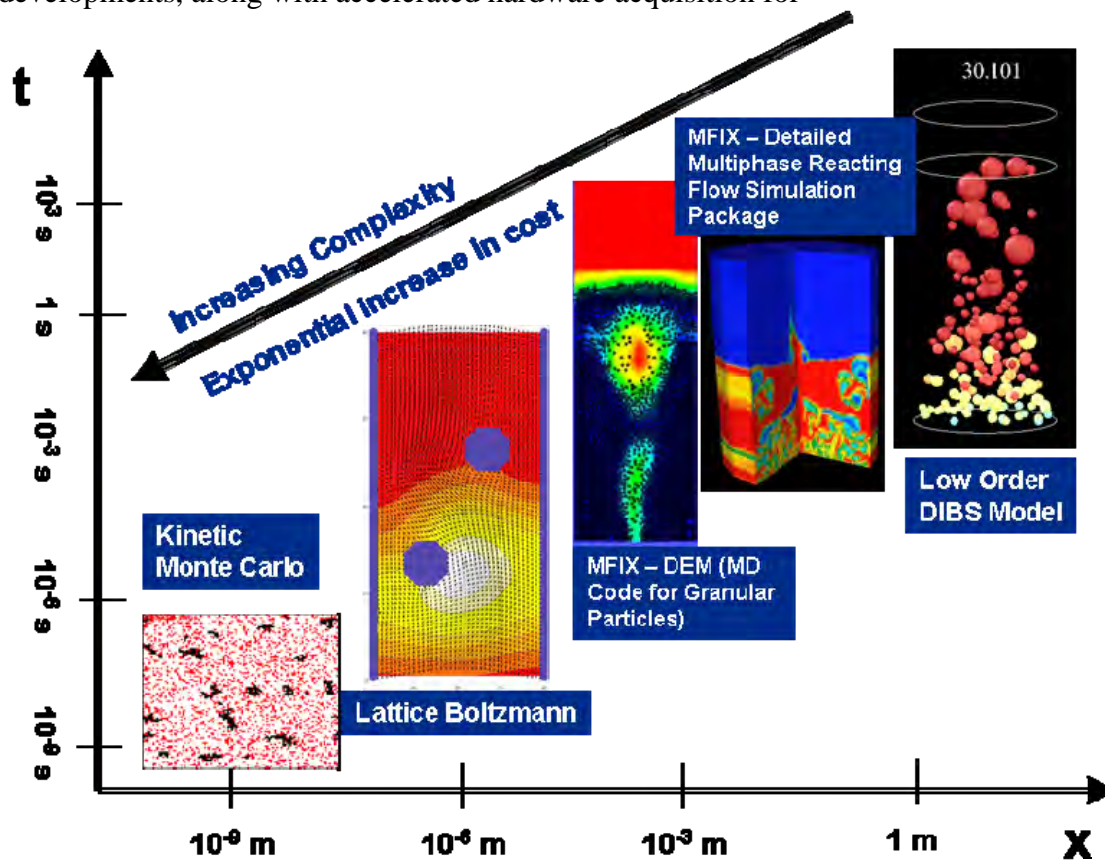 developments, along with accelerated hardware acquisition for
t
30.101
MFIX – Detailed
Multiphase Reacting
Flow Simulation
Package
10³ s
Increasing Complexity
Exponential increase in cost
1 s
10⁻³ s
Low Order
DIBS Model
Kinetic
Monte Carlo
MFIX – DEM (MD
Code for Granular
Particles)
10⁻⁶ s
Lattice Boltzmann
10⁻⁹ s
10⁻⁹ m
10⁻⁶ m
10⁻³ m
1 m
X